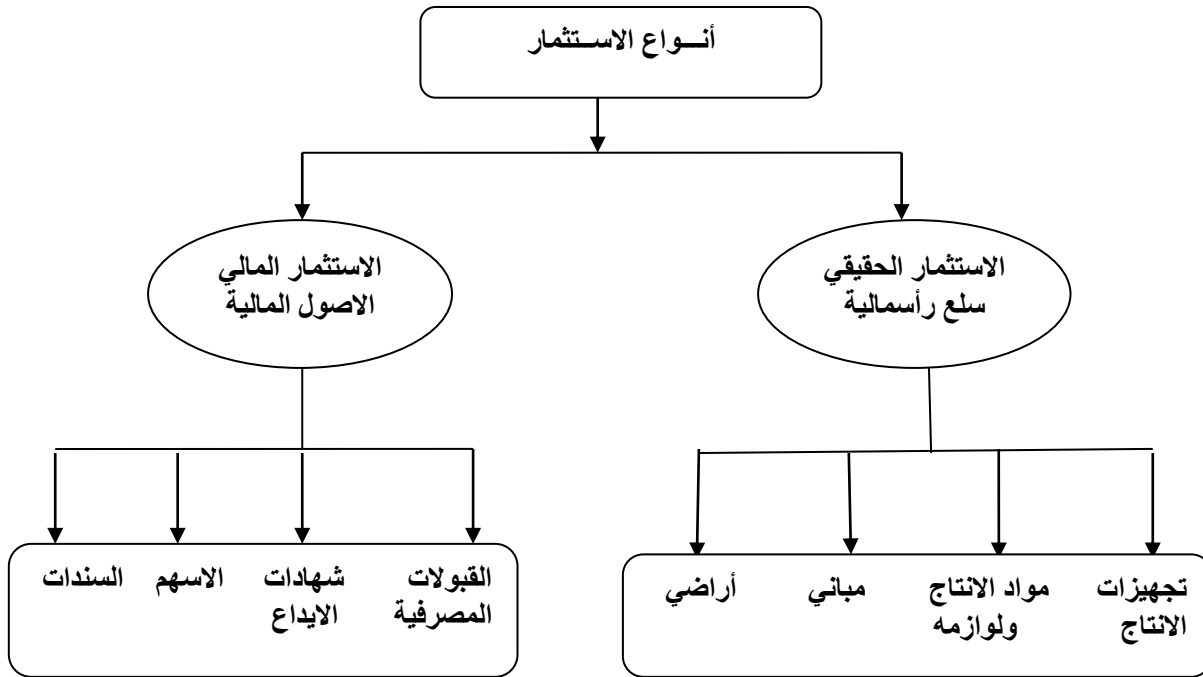 أنـــواع الاســتثمار
الاستثمار الحقيقي
سلع رأسمالية
الاستثمار المالي
الاصول المالية
تجهيزات
الانتاج
مواد الانتاج
ولوازمه
مباني
أراضي
القبولات
المصرفية
شهادات
الايداع
الاسهم
السندات